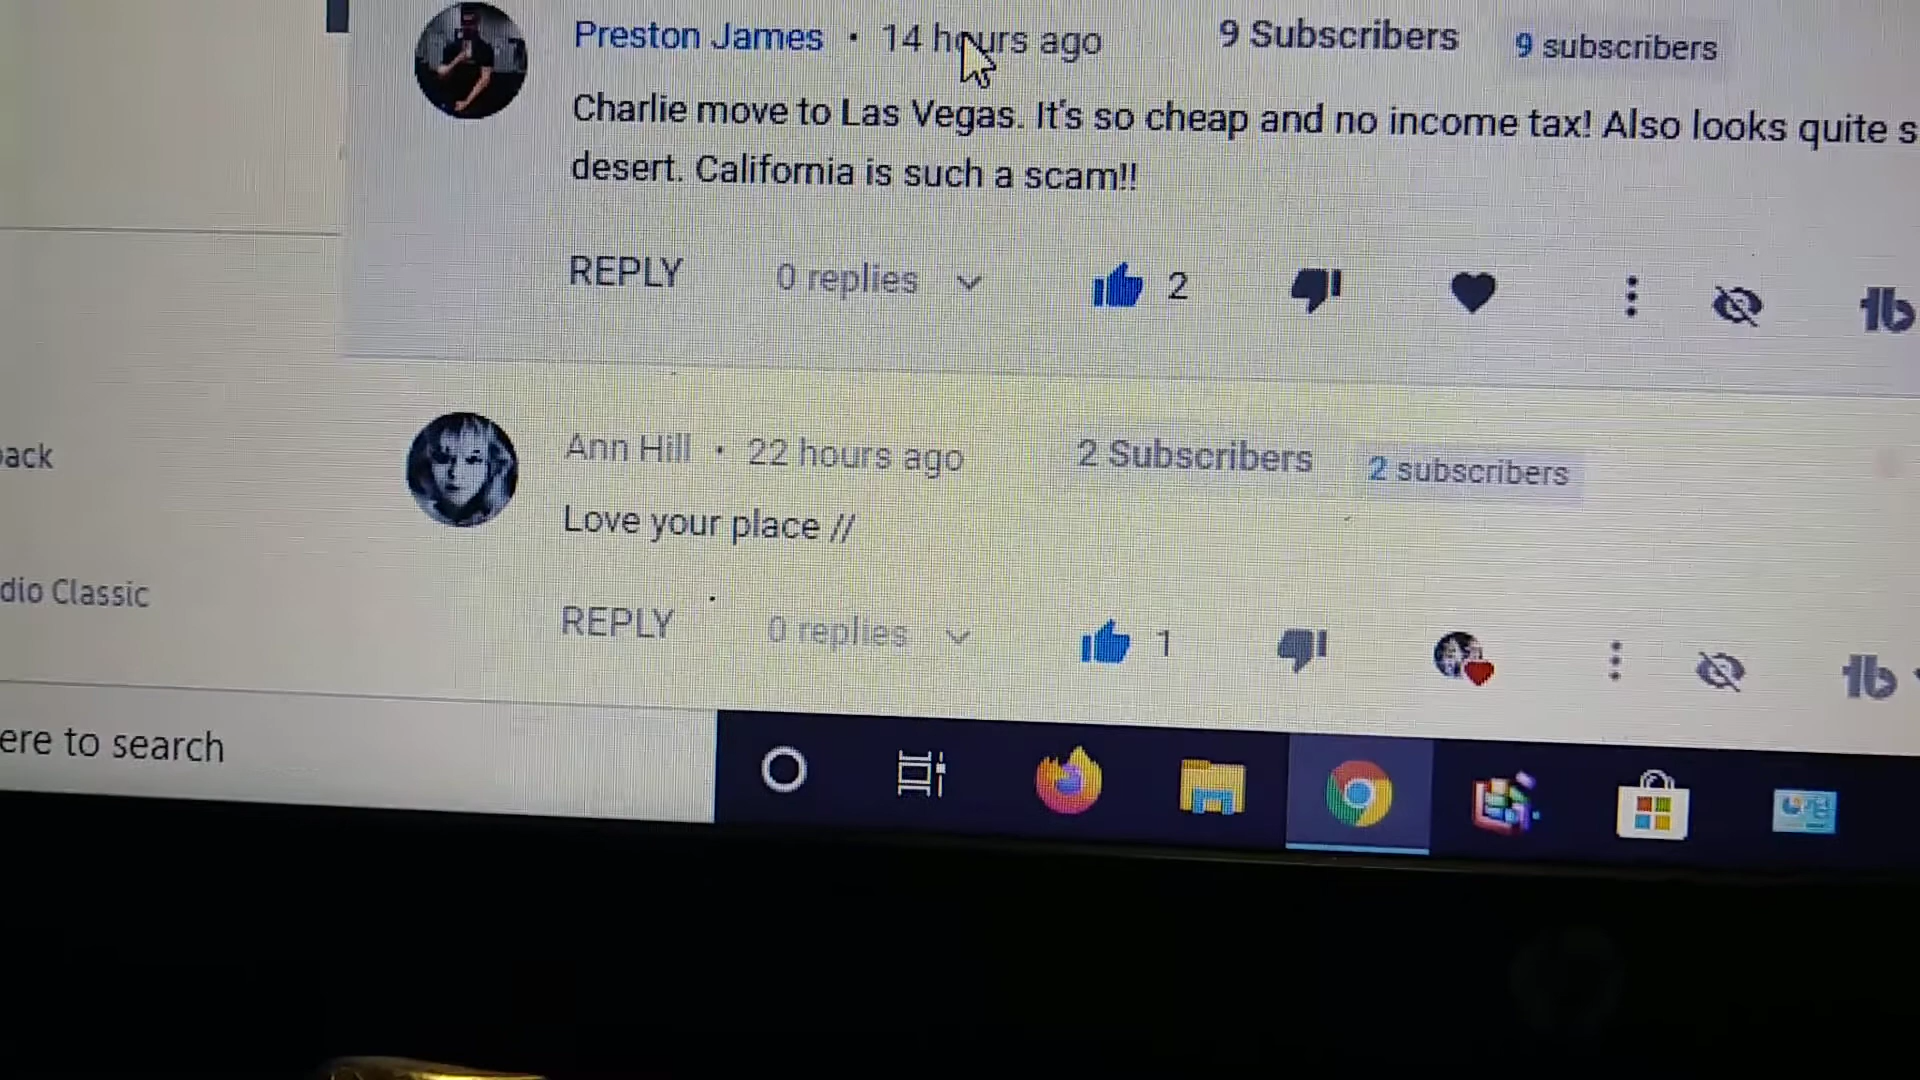 Preston James • 14 hours ago 9 Subscribers 9 subscribers
Charlie move to Las Vegas. It's so cheap and no income tax! Also looks quite s
desert. California is such a scam!!
REPLY 0 replies 2
Ann Hill • 22 hours ago 2 Subscribers 2 subscribers
ack
Love your place //
dio Classic
REPLY 0 replies 1
ere to search